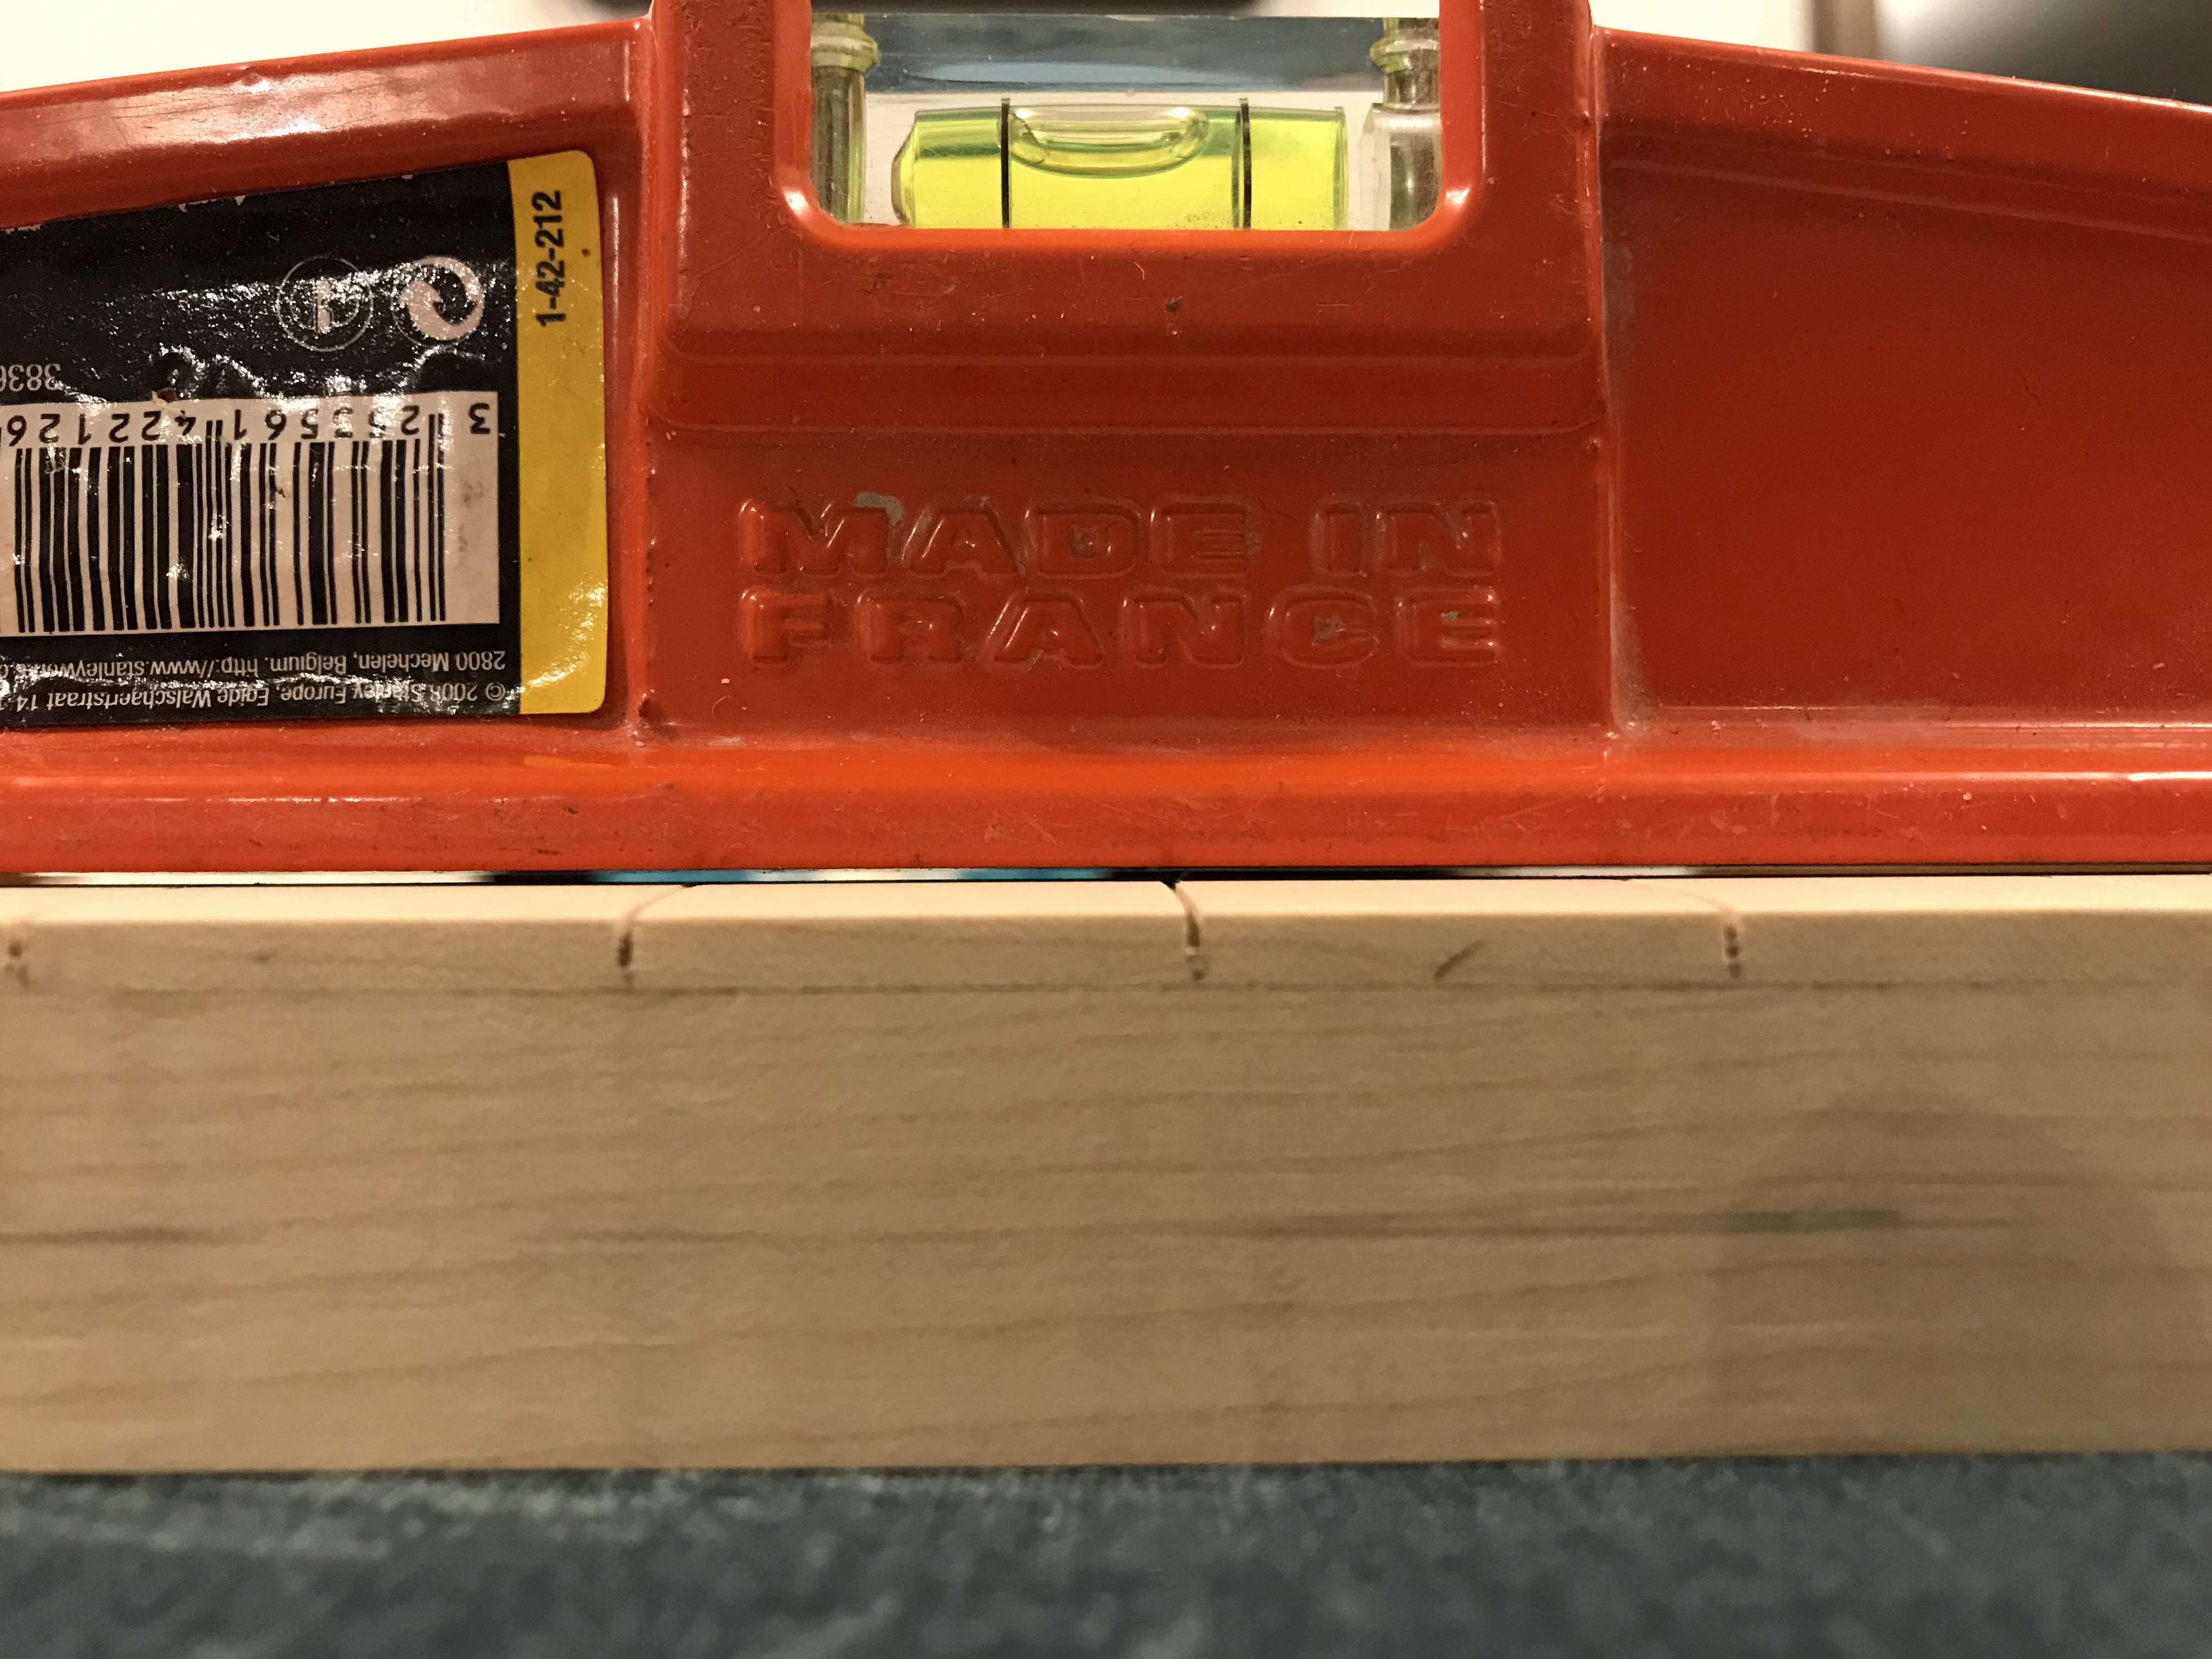 1-42-212
3836
3 253561 422126
2800 Mechelen, Belgium. http://www.stanleyworks.
© 2008 Stanley Europe, Egide Walschaertstraat 14-
MADE IN
FRANCE